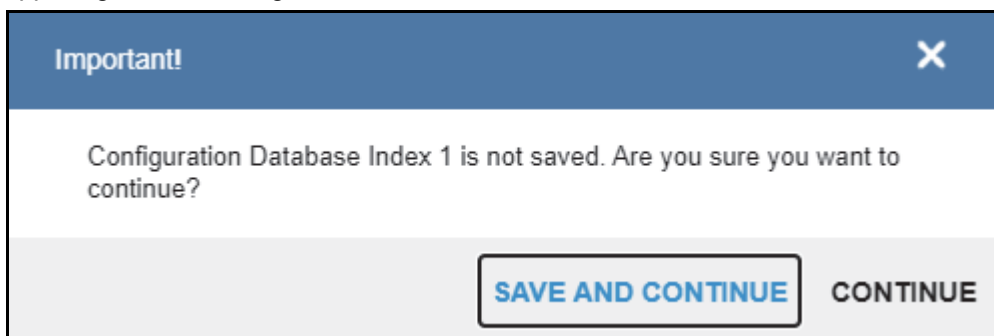 Important!
Configuration Database Index 1 is not saved. Are you sure you want to
continue?
SAVE AND CONTINUE CONTINUE